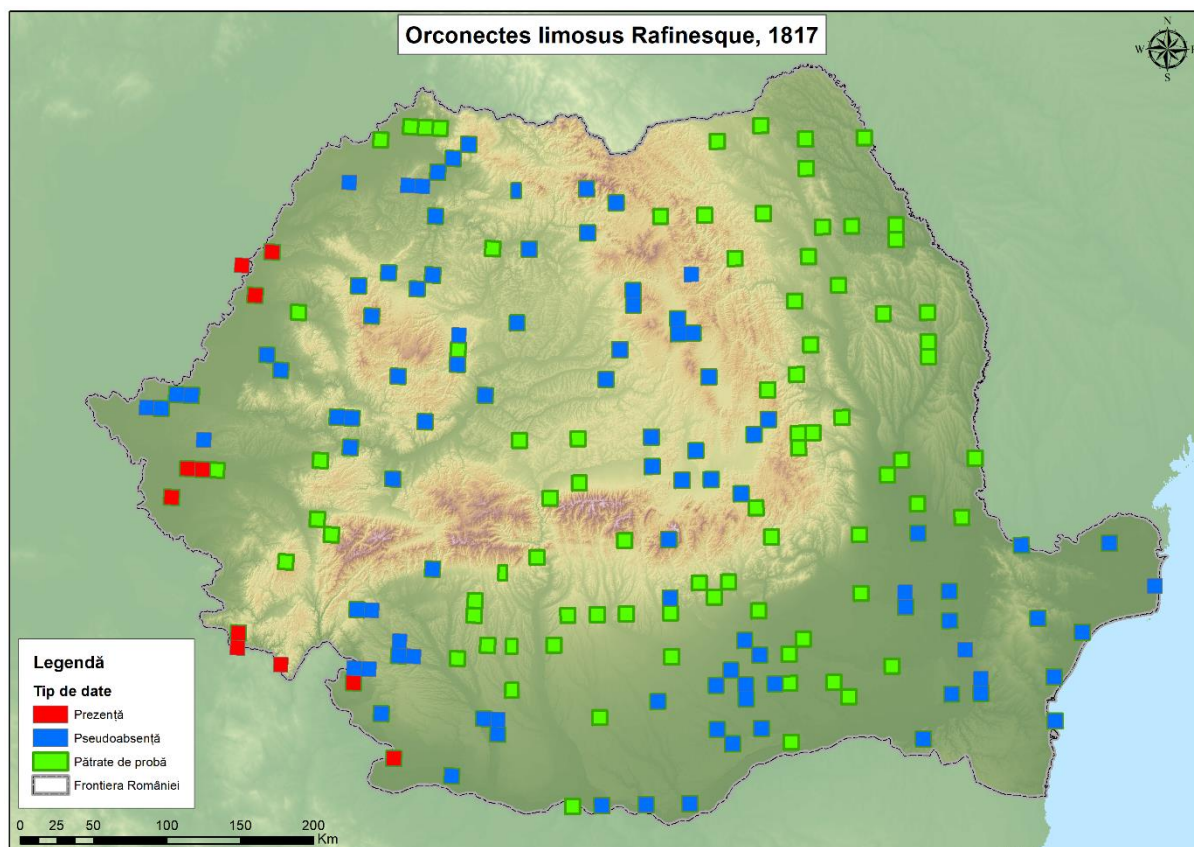 Orconectes limosus Rafinesque, 1817
N
W
E
S
Legendă
Tip de date
Prezență
Pseudoabsență
Pătrate de probă
Frontiera României
0 25 50 100 150 200
Km